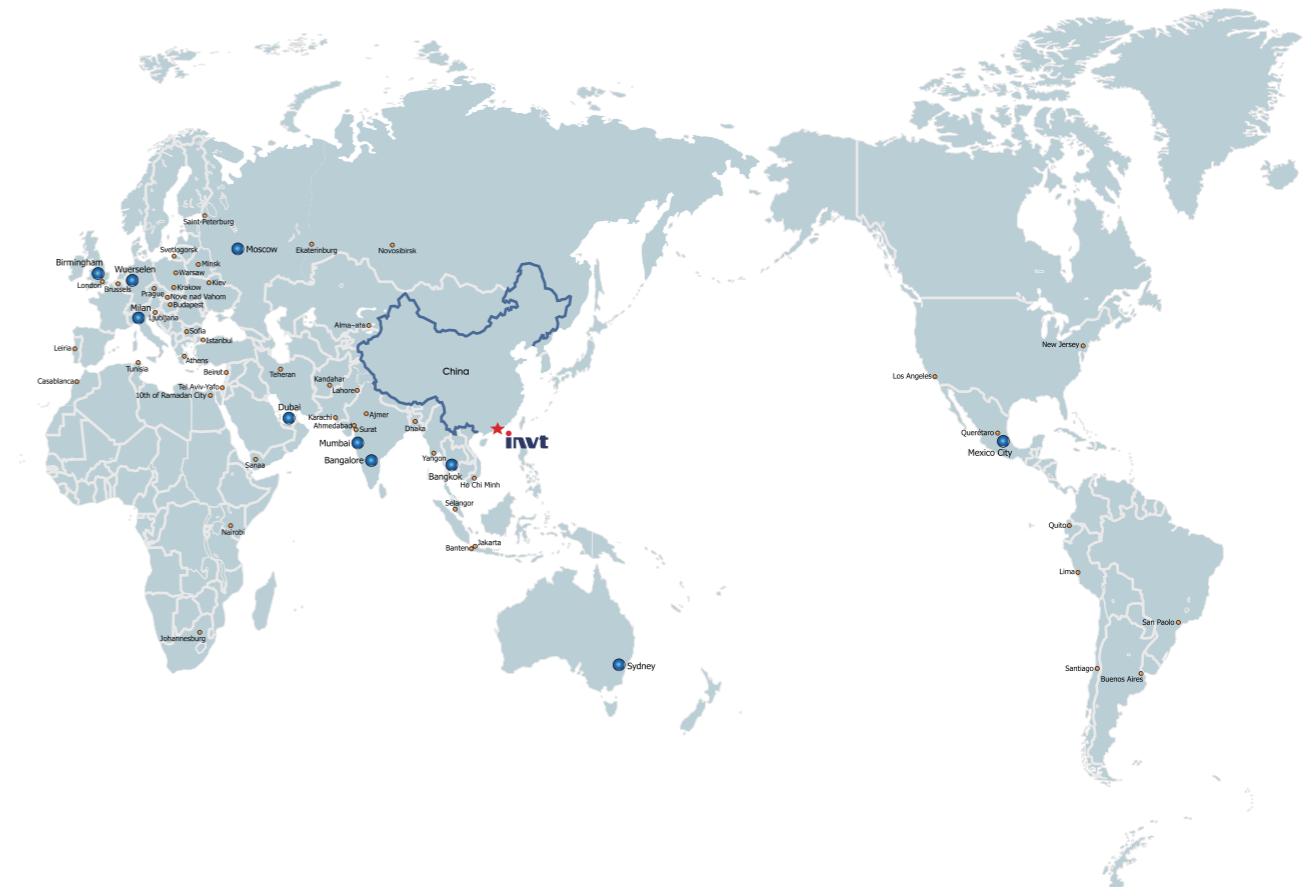 Saint-Peterburg
Moscow
Ekaterinburg
Novosibirsk
Svetlogorsk
Minsk
Birmingham
Wuerselen
Warsaw
London
Brussels
Kiev
Prague
Krakow
Nove nad Vahom
Budapest
Milan
Ljubljana
Alma-ata
Sofia
Istanbul
Leiria
Athens
Tunisia
Beirut
Teheran
Casablanca
Tel Aviv-Yafo
10th of Ramadan City
Kandahar
Lahore
China
New Jersey
Los Angeles
Dubai
Karachi
Ajmer
Ahmedabad
Surat
Dhaka
invt
Mumbai
Bangalore
Yangon
Bangkok
Ho Chi Minh
Querétaro
Mexico City
Sanaa
Selangor
Nairobi
Quito
Jakarta
Banten
Lima
Johannesburg
San Paolo
Sydney
Santiago
Buenos Aires